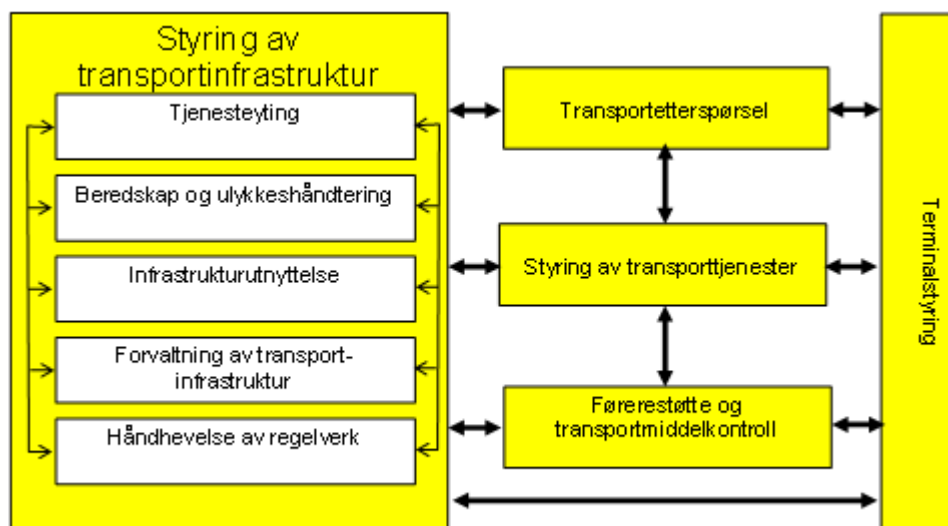 Styring av
transportinfrastruktur
Tjenesteyting
Beredskap og ulykkeshåndtering
Infrastrukturutnyttelse
Forvaltning av transport-
infrastruktur
Håndhevelse av regelverk
Transportetterspørsel
Styring av transporttjenester
Førerestøtte og
transportmiddelkontroll
Terminalstyring